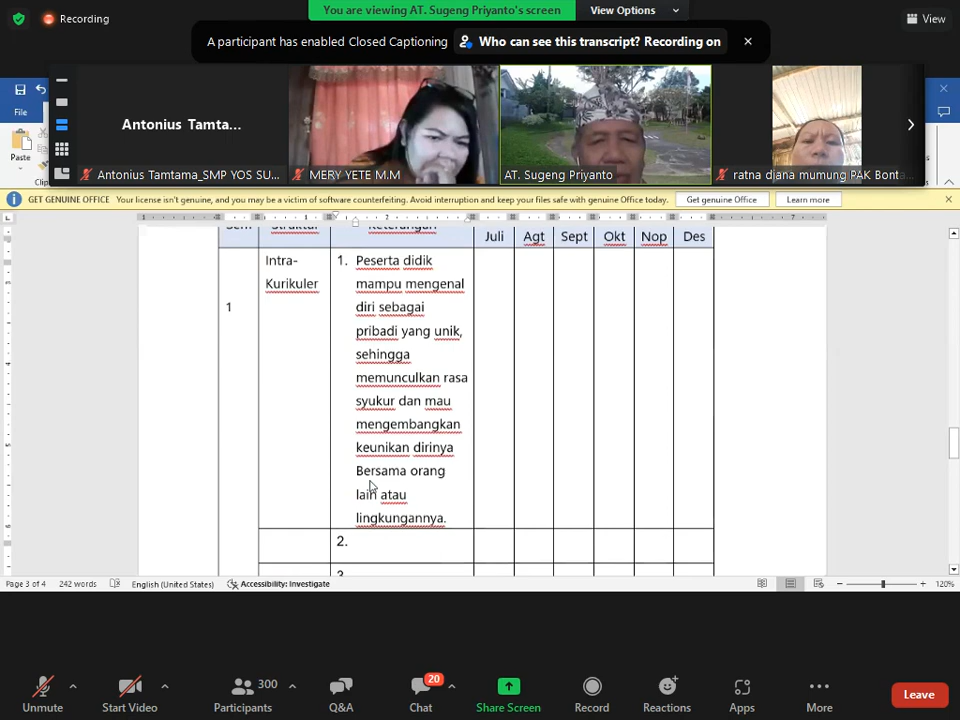 Recording
You are viewing AT. Sugeng Priyanto's screen
View Options
View
A participant has enabled Closed Captioning
Who can see this transcript? Recording on
Antonius Tamta...
Antonius Tamtama_SMP YOS SU...
MERY YETE M.M
AT. Sugeng Priyanto
ratna diana mumung PAK Bonta...
File
Paste
GET GENUINE OFFICE Your license isn't genuine, and you may be a victim of software counterfeiting. Avoid interruption and keep your files safe with genuine Office today.
Get genuine Office
Learn more
Sem
Struktur
Keterangan
Juli
Agt
Sept
Okt
Nop
Des
1
Intra-
Kurikuler
1. Peserta didik
mampu mengenal
diri sebagai
pribadi yang unik,
sehingga
memunculkan rasa
syukur dan mau
mengembangkan
keunikan dirinya
Bersama orang
lain atau
lingkungannya.
2.
3.
Page 3 of 4
242 words
English (United States)
Accessibility: Investigate
120%
Unmute
Start Video
Participants
300
Q&A
Chat
20
Share Screen
Record
Reactions
Apps
More
Leave